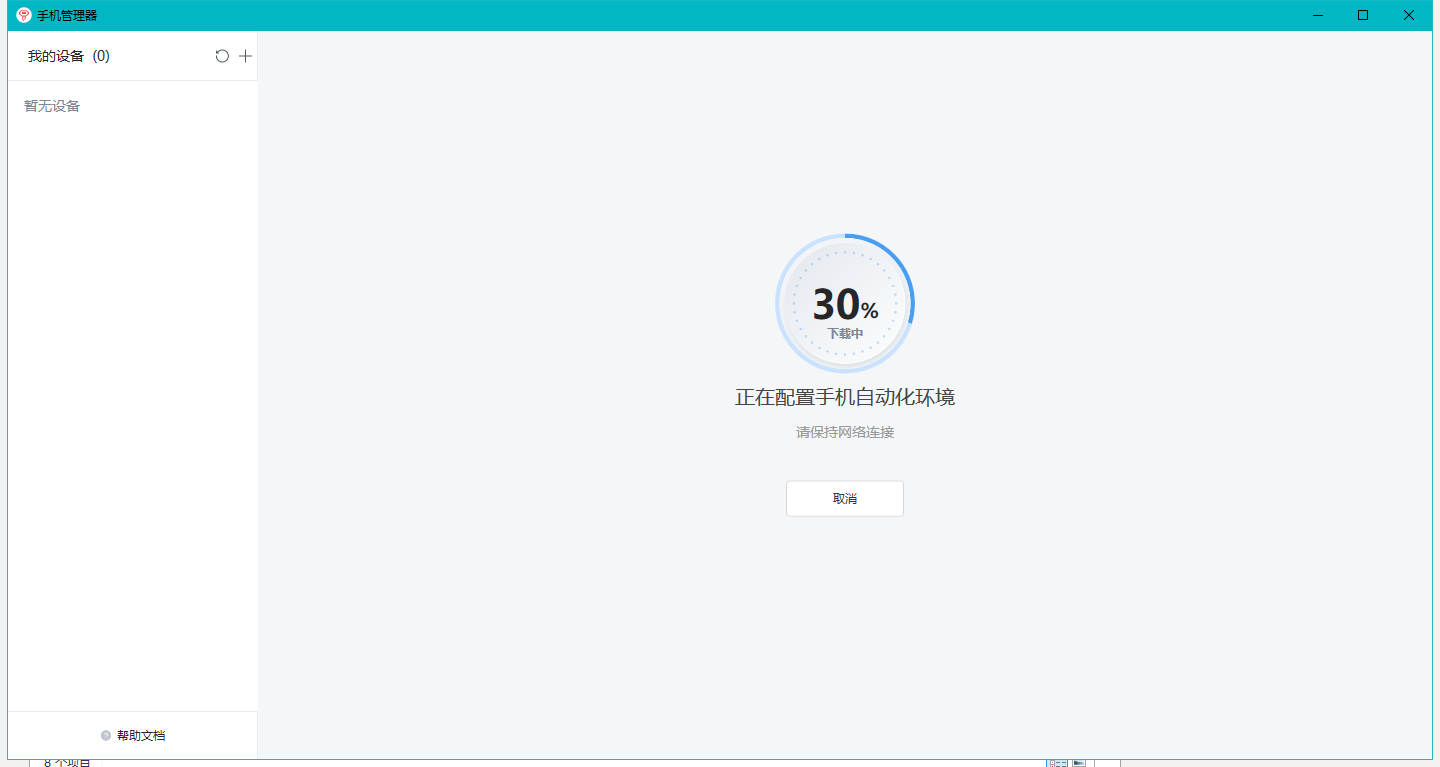 手机管理器
我的设备 (0)
暂无设备
30%
下载中
正在配置手机自动化环境
请保持网络连接
取消
帮助文档
8 个项目